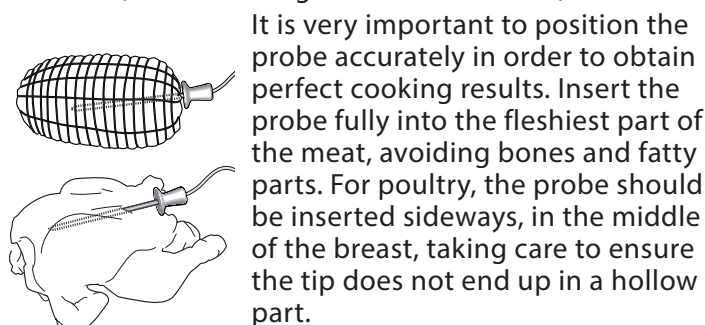 It is very important to position the
probe accurately in order to obtain
perfect cooking results. Insert the
probe fully into the fleshiest part of
the meat, avoiding bones and fatty
parts. For poultry, the probe should
be inserted sideways, in the middle
of the breast, taking care to ensure
the tip does not end up in a hollow
part.